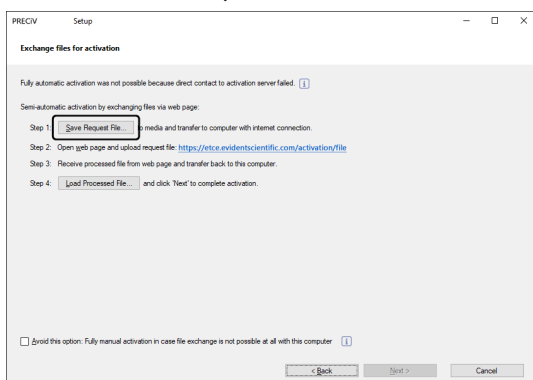 PRECiV Setup
Exchange files for activation
Fully automatic activation was not possible because direct contact to activation server failed. i
Semi-automatic activation by exchanging files via web page:
Step 1: Save Request File... to media and transfer to computer with internet connection.
Step 2: Open web page and upload request file: https://etce.evidentscientific.com/activation/file
Step 3: Receive processed file from web page and transfer back to this computer.
Step 4: Load Processed File... and click 'Next' to complete activation.
Avoid this option: Fully manual activation in case file exchange is not possible at all with this computer i
< Back Next > Cancel